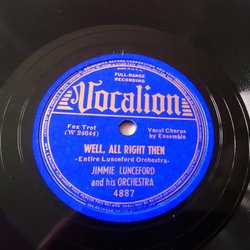 FULL-RANGE
RECORDING
Vocalion
Fox Trot
(W 24644)
Vocal Chorus
by Ensemble
WELL, ALL RIGHT THEN
-Entire Lunceford Orchestra-
JIMMIE LUNCEFORD
and his ORCHESTRA
4887